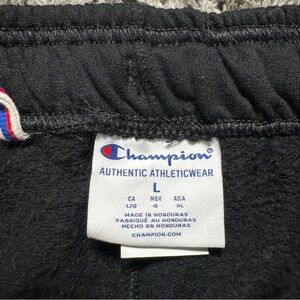 Champion
AUTHENTIC ATHLETICWEAR
L
CA MEX ASIA
L/G G XL
MADE IN HONDURAS
FABRIQUÉ AU HONDURAS
HECHO EN HONDURAS
CHAMPION.COM